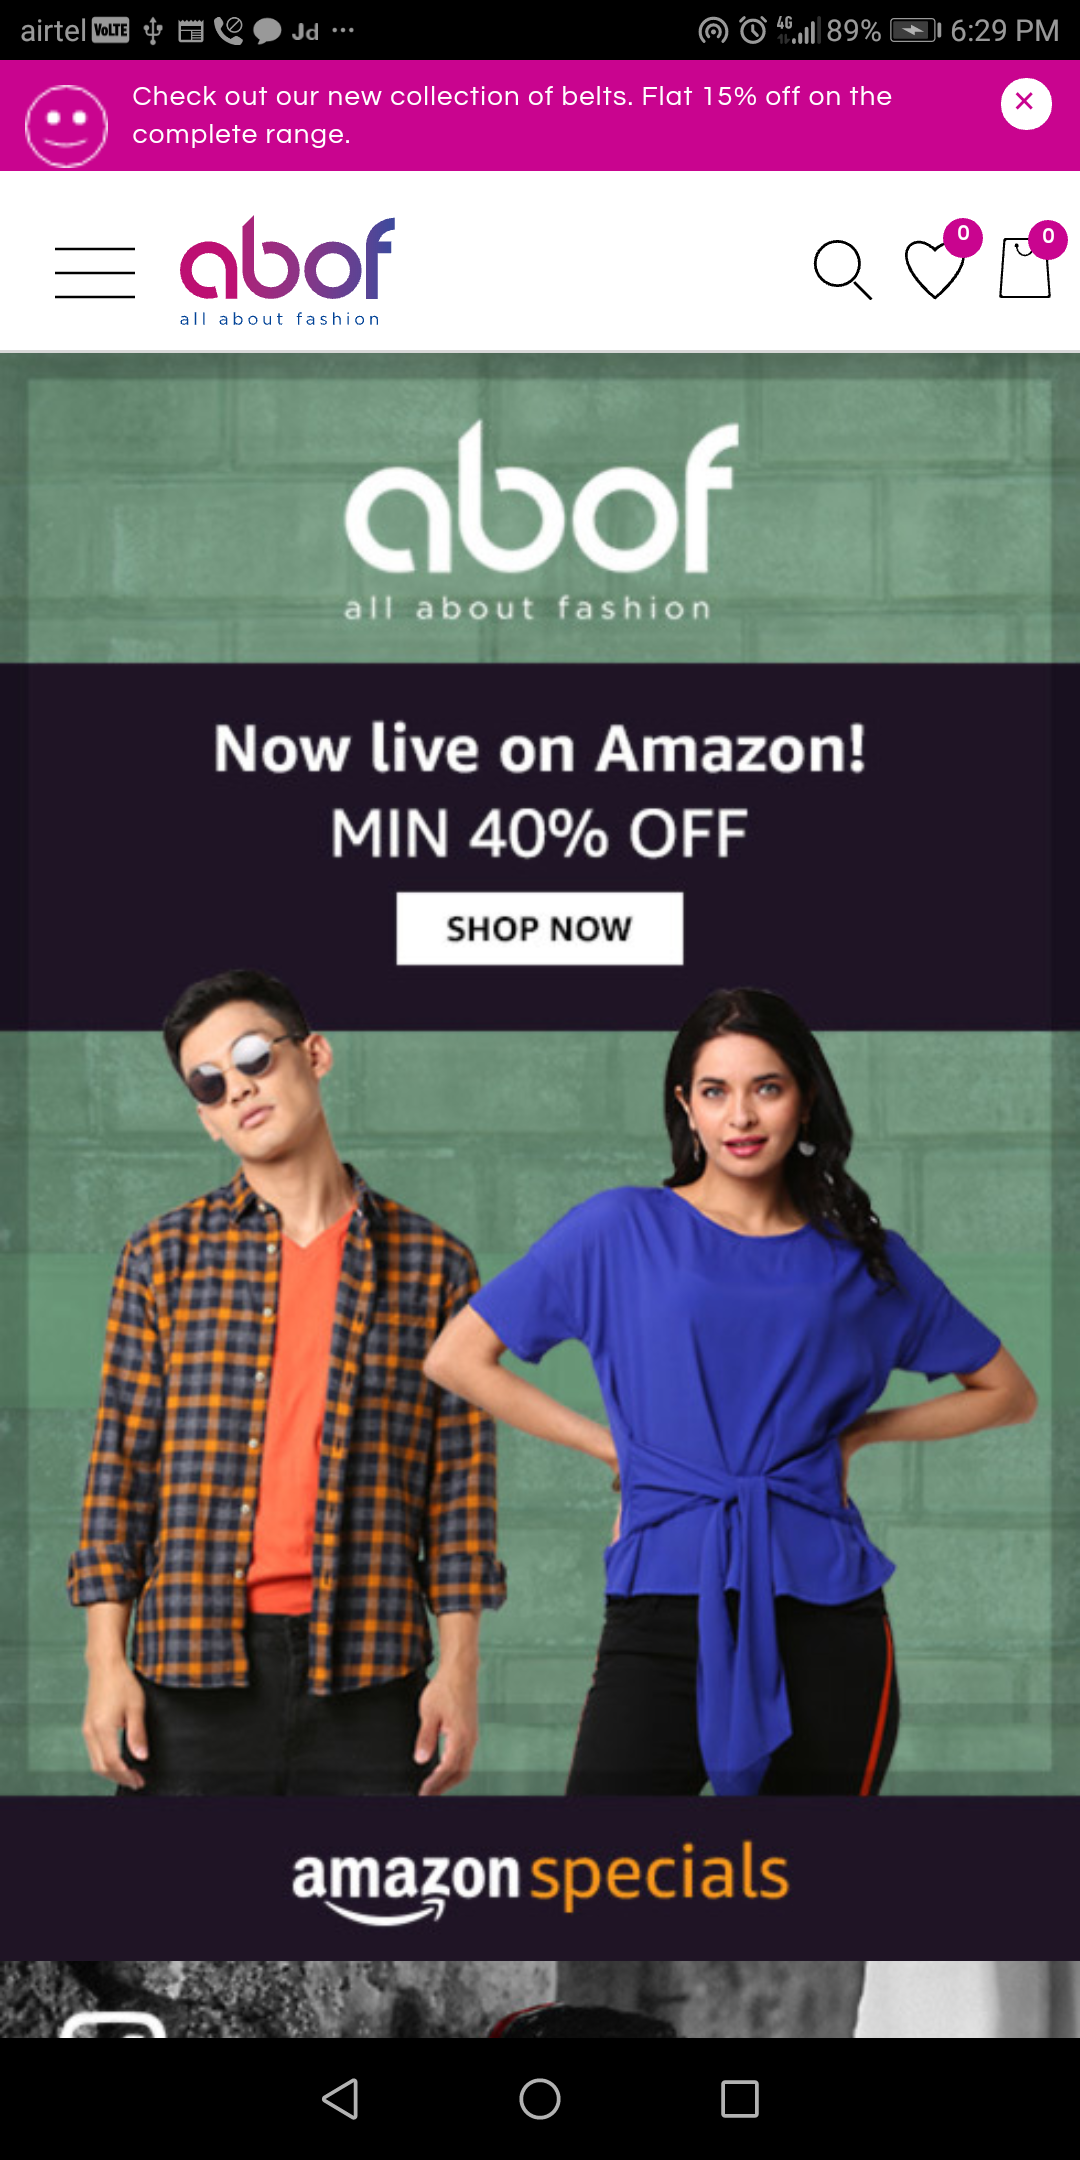 airtel VoLTE Jd ... 4G 89% 6:29 PM
Check out our new collection of belts. Flat 15% off on the
complete range.
abof
all about fashion
0
0
abof
all about fashion
Now live on Amazon!
MIN 40% OFF
SHOP NOW
amazon specials